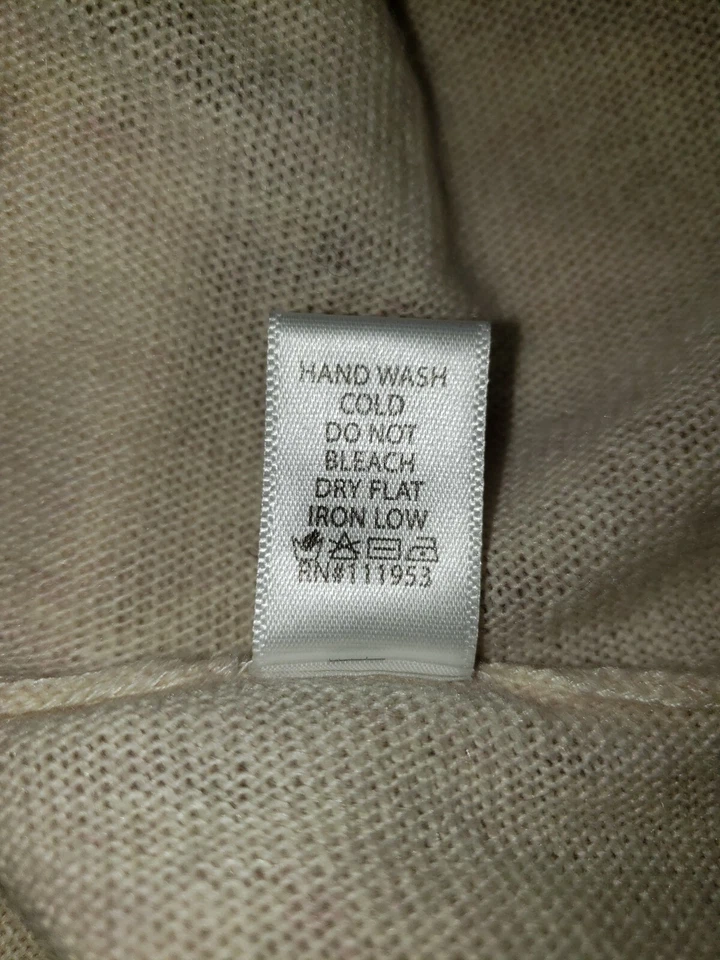 HAND WASH
COLD
DO NOT
BLEACH
DRY FLAT
IRON LOW
RN#111953